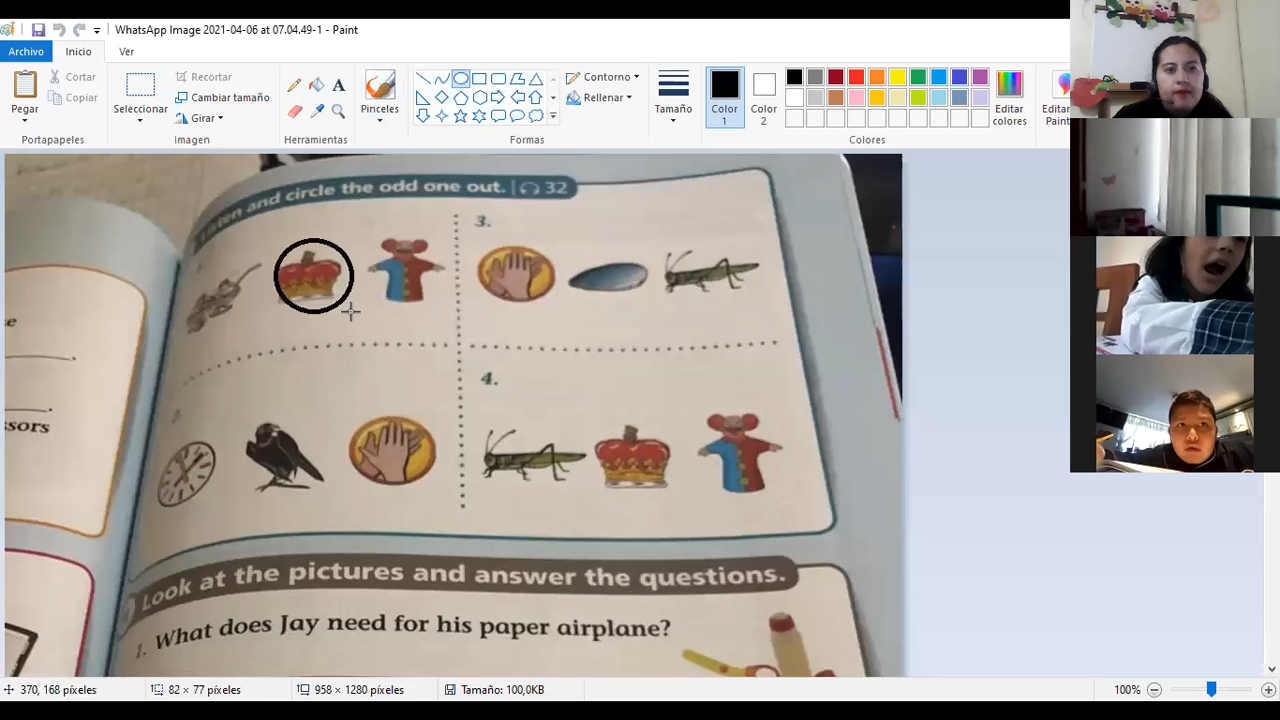 WhatsApp Image 2021-04-06 at 07.04.49-1 - Paint
Archivo Inicio Ver
Pegar
Cortar
Copiar
Portapapeles
Seleccionar
Recortar
Cambiar tamaño
Girar
Imagen
A
Herramientas
Pinceles
Contorno
Rellenar
Formas
Tamaño
Color 1
Color 2
Editar colores
Editar
Pain
Colores
Listen and circle the odd one out. 32
3.
4.
ssors
Look at the pictures and answer the questions.
1. What does Jay need for his paper airplane?
370, 168 píxeles
82 × 77 píxeles
958 × 1280 píxeles
Tamaño: 100,0KB
100%